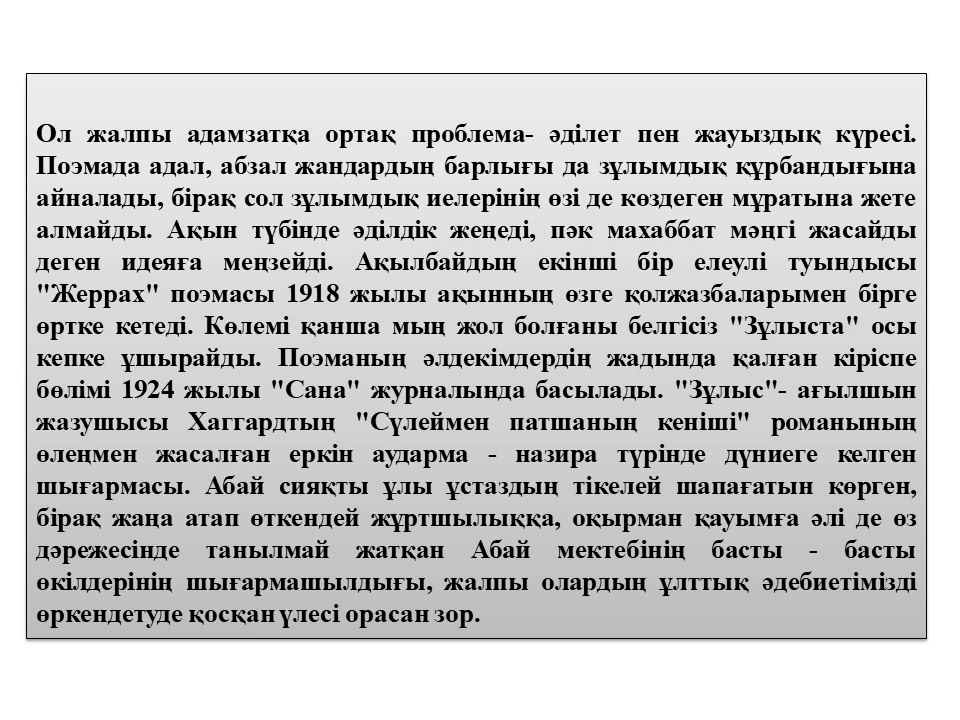 Ол жалпы адамзатқа ортақ проблема- әділет пен жауыздық күресі.
Поэмада адал, абзал жандардың барлығы да зұлымдық құрбандығына
айналады, бірақ сол зұлымдық иелерінің өзі де көздеген мұратына жете
алмайды. Ақын түбінде әділдік жеңеді, пәк махаббат мәңгі жасайды
деген идеяға меңзейді. Ақылбайдың екінші бір елеулі туындысы
"Жеррах" поэмасы 1918 жылы ақынның өзге қолжазбаларымен бірге
өртке кетеді. Көлемі қанша мың жол болғаны белгісіз "Зұлыста" осы
кепке ұшырайды. Поэманың әлдекімдердің жадында қалған кіріспе
бөлімі 1924 жылы "Сана" журналында басылады. "Зұлыс"- ағылшын
жазушысы Хаггардтың "Сүлеймен патшаның кеніші" романының
өлеңмен жасалған еркін аударма - назира түрінде дүниеге келген
шығармасы. Абай сияқты ұлы ұстаздың тікелей шапағатын көрген,
бірақ жаңа атап өткендей жұртшылыққа, оқырман қауымға әлі де өз
дәрежесінде танылмай жатқан Абай мектебінің басты - басты
өкілдерінің шығармашылдығы, жалпы олардың ұлттық әдебиетімізді
өркендетуде қосқан үлесі орасан зор.